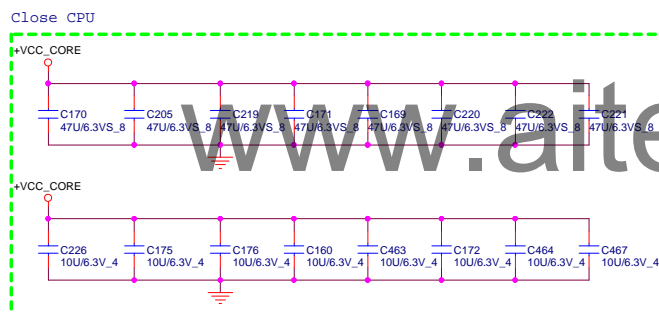 Close CPU
+VCC_CORE
C170 C205 C219 C171 C169 C220 C222 C221
47U/6.3VS_8 47U/6.3VS_8 47U/6.3VS_8 47U/6.3VS_8 47U/6.3VS_8 47U/6.3VS_8 47U/6.3VS_8 47U/6.3VS_8
www.aite
+VCC_CORE
C226 C175 C176 C160 C463 C172 C464 C467
10U/6.3V_4 10U/6.3V_4 10U/6.3V_4 10U/6.3V_4 10U/6.3V_4 10U/6.3V_4 10U/6.3V_4 10U/6.3V_4